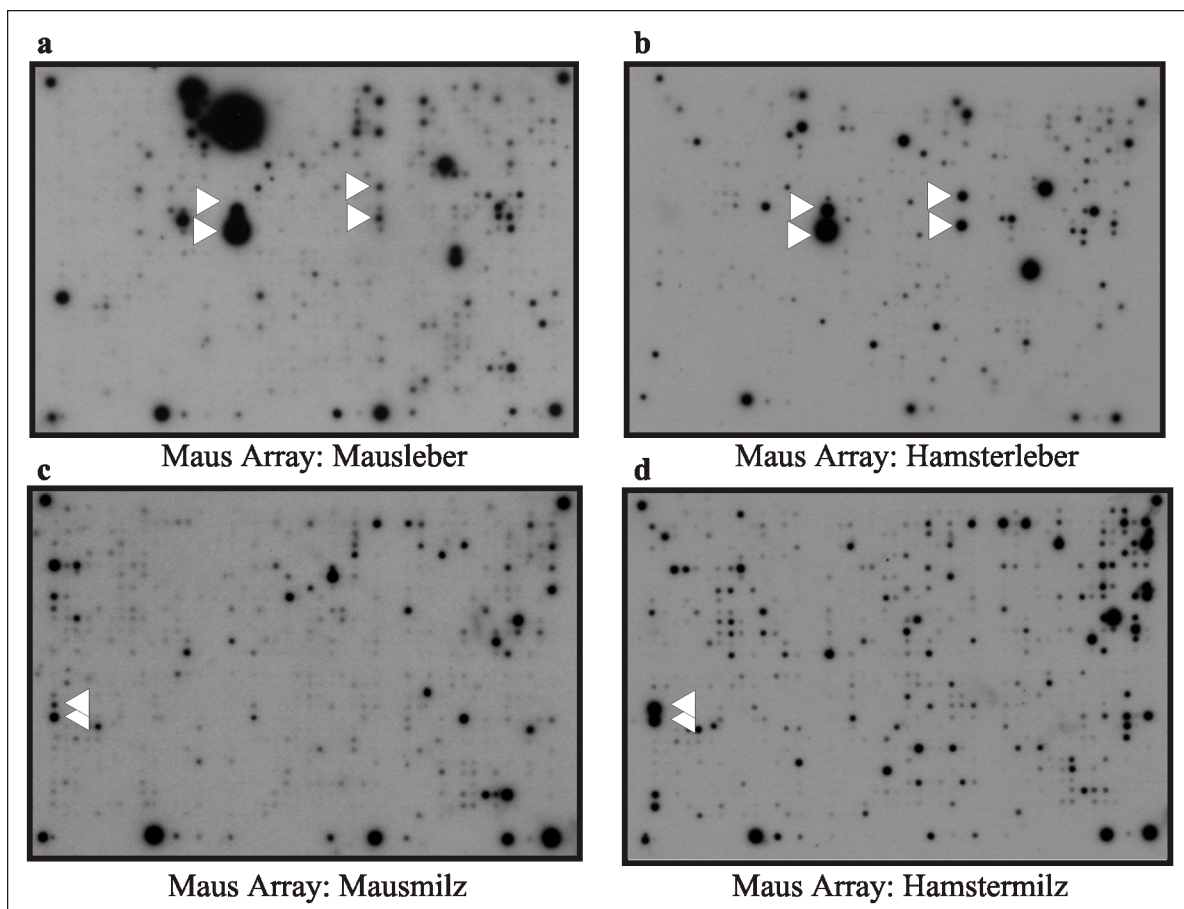 a
b
Maus Array: Mausleber
Maus Array: Hamsterleber
c
d
Maus Array: Mausmilz
Maus Array: Hamstermilz